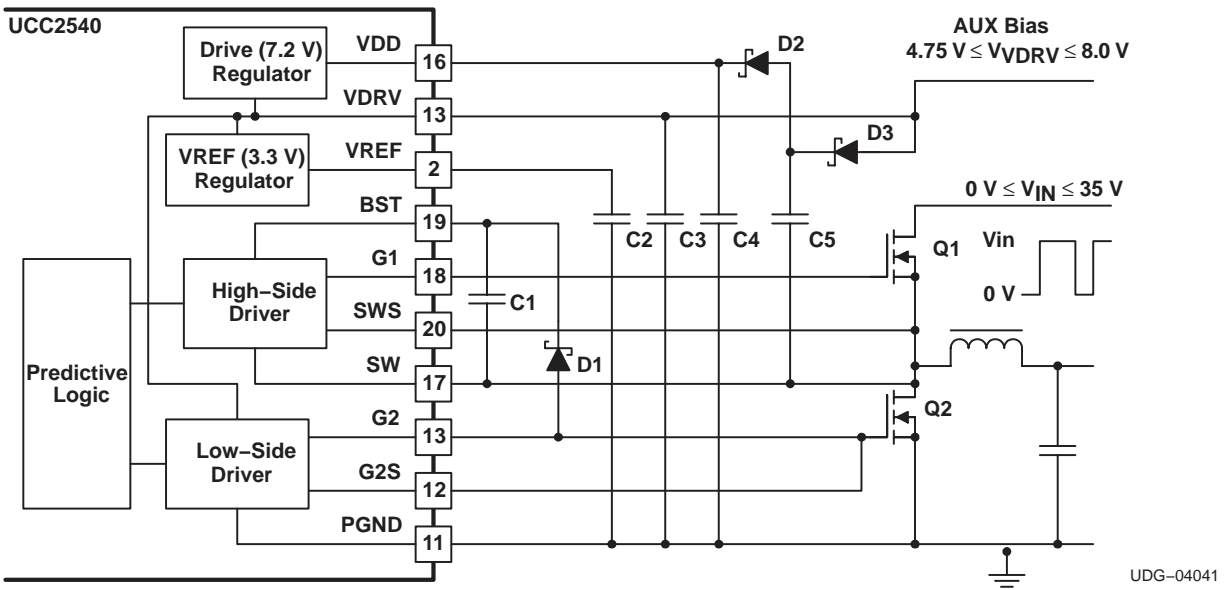 UCC2540
Drive (7.2 V)
Regulator
VREF (3.3 V)
Regulator
Predictive
Logic
High−Side
Driver
Low−Side
Driver
VDD
16
VDRV
13
VREF
2
BST
19
G1
18
SWS
20
SW
17
G2
13
G2S
12
PGND
11
C1
D1
C2
C3
C4
C5
D2
D3
AUX Bias
4.75 V ≤ VVDRV ≤ 8.0 V
0 V ≤ VIN ≤ 35 V
Q1
Vin
0 V
Q2
UDG−04041